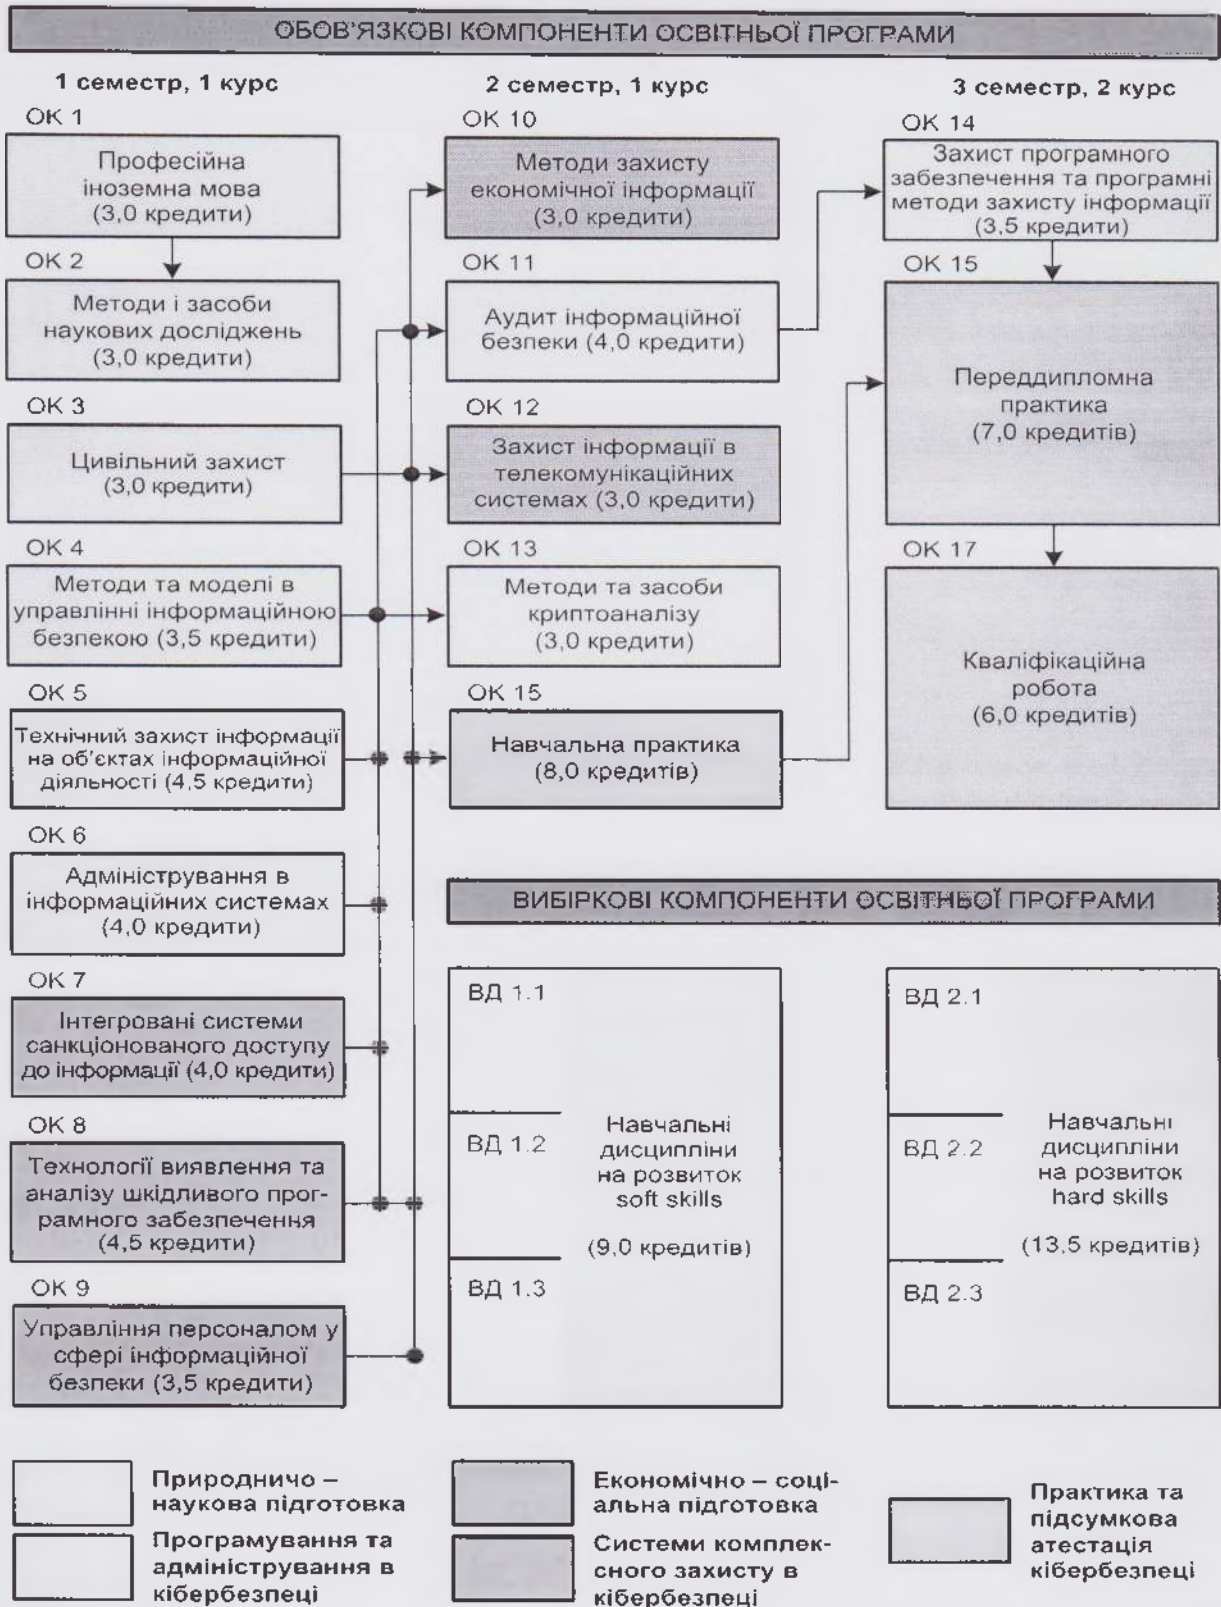 ОБОВ'ЯЗКОВІ КОМПОНЕНТИ ОСВІТНЬОЇ ПРОГРАМИ
1 семестр, 1 курс
ОК 1
Професійна
іноземна мова
(3,0 кредити)
ОК 2
Методи і засоби
наукових досліджень
(3,0 кредити)
ОК 3
Цивільний захист
(3,0 кредити)
ОК 4
Методи та моделі в
управлінні інформаційною
безпекою (3,5 кредити)
ОК 5
Технічний захист інформації
на об'єктах інформаційної
діяльності (4,5 кредити)
ОК 6
Адміністрування в
інформаційних системах
(4,0 кредити)
ОК 7
Інтегровані системи
санкціонованого доступу
до інформації (4,0 кредити)
ОК 8
Технології виявлення та
аналізу шкідливого прог-
рамного забезпечення
(4,5 кредити)
ОК 9
Управління персоналом у
сфері інформаційної
безпеки (3,5 кредити)
2 семестр, 1 курс
ОК 10
Методи захисту
економічної інформації
(3,0 кредити)
ОК 11
Аудит інформаційної
безпеки (4,0 кредити)
ОК 12
Захист інформації в
телекомунікаційних
системах (3,0 кредити)
ОК 13
Методи та засоби
криптоаналізу
(3,0 кредити)
ОК 15
Навчальна практика
(8,0 кредитів)
3 семестр, 2 курс
ОК 14
Захист програмного
забезпечення та програмні
методи захисту інформації
(3,5 кредити)
ОК 15
Переддипломна
практика
(7,0 кредитів)
ОК 17
Кваліфікаційна
робота
(6,0 кредитів)
ВИБІРКОВІ КОМПОНЕНТИ ОСВІТНЬОЇ ПРОГРАМИ
ВД 1.1
ВД 1.2
ВД 1.3
Навчальні
дисципліни
на розвиток
soft skills
(9,0 кредитів)
ВД 2.1
ВД 2.2
ВД 2.3
Навчальні
дисципліни
на розвиток
hard skills
(13,5 кредитів)
Природничо –
наукова підготовка
Програмування та
адміністрування в
кібербезпеці
Економічно – соці-
альна підготовка
Системи комплек-
сного захисту в
кібербезпеці
Практика та
підсумкова
атестація
кібербезпеці